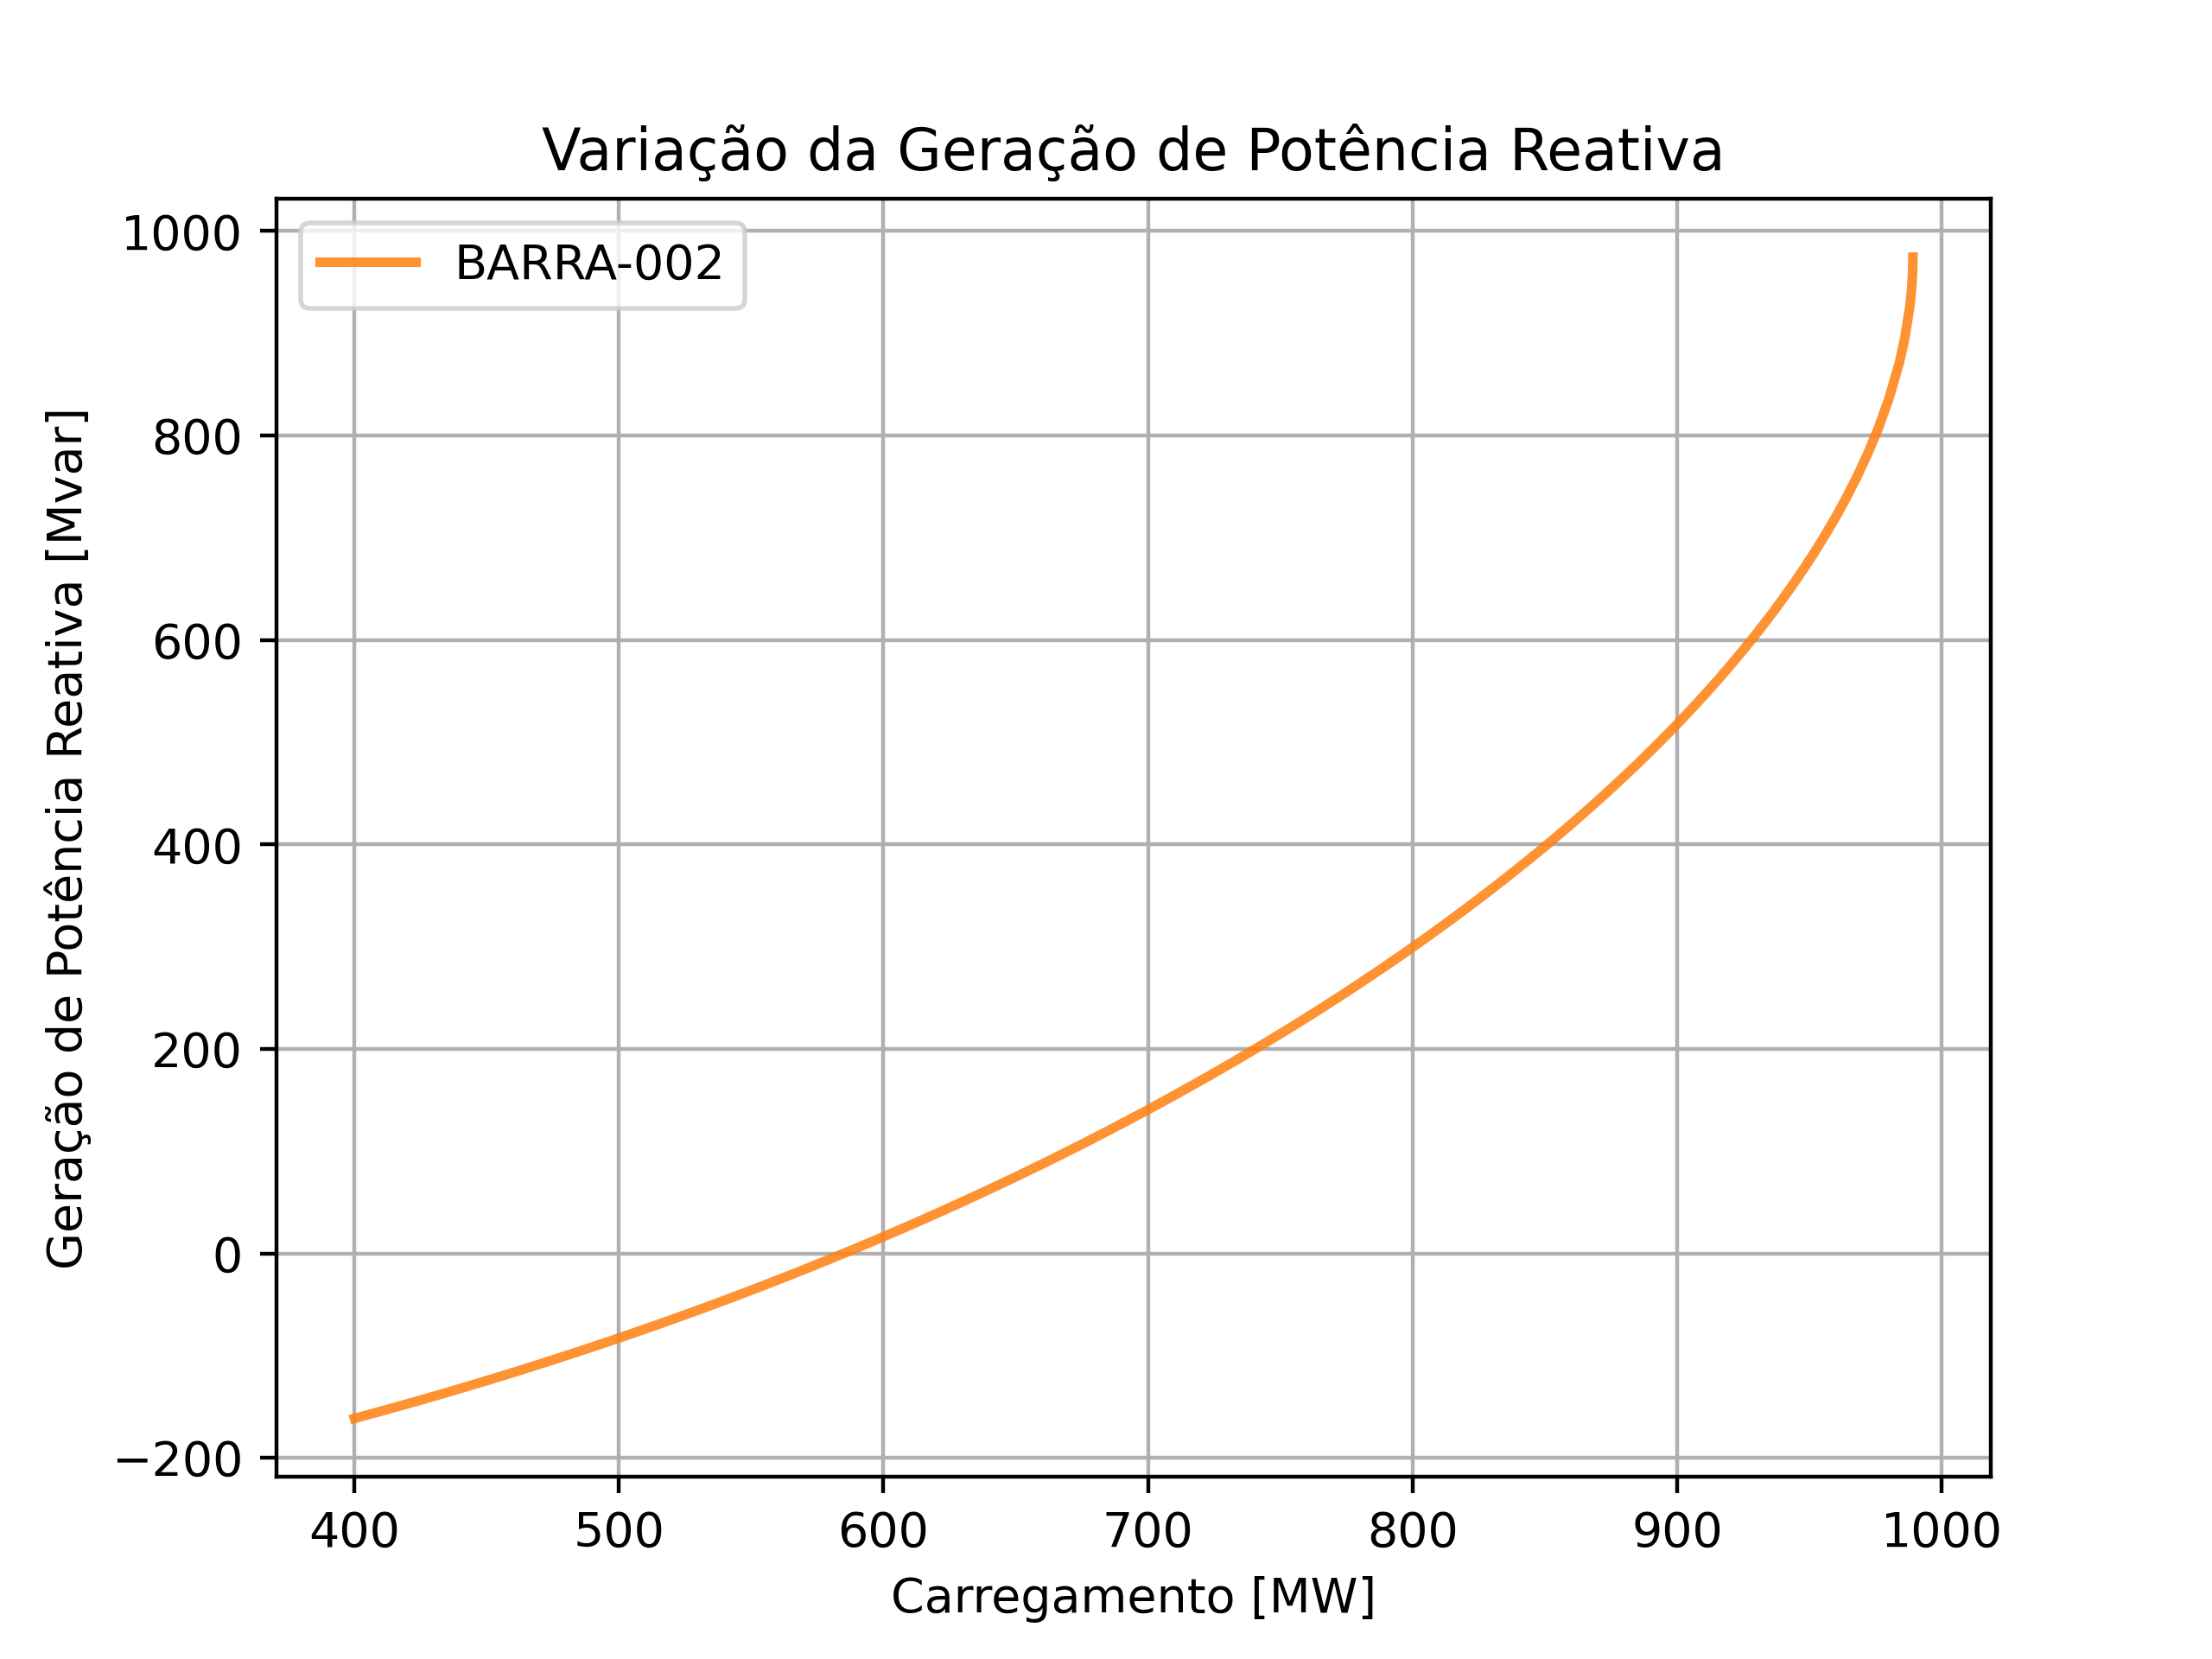 Variação da Geração de Potência Reativa
BARRA-002
Geração de Potência Reativa [Mvar]
1000
800
600
400
200
0
−200
400 500 600 700 800 900 1000
Carregamento [MW]